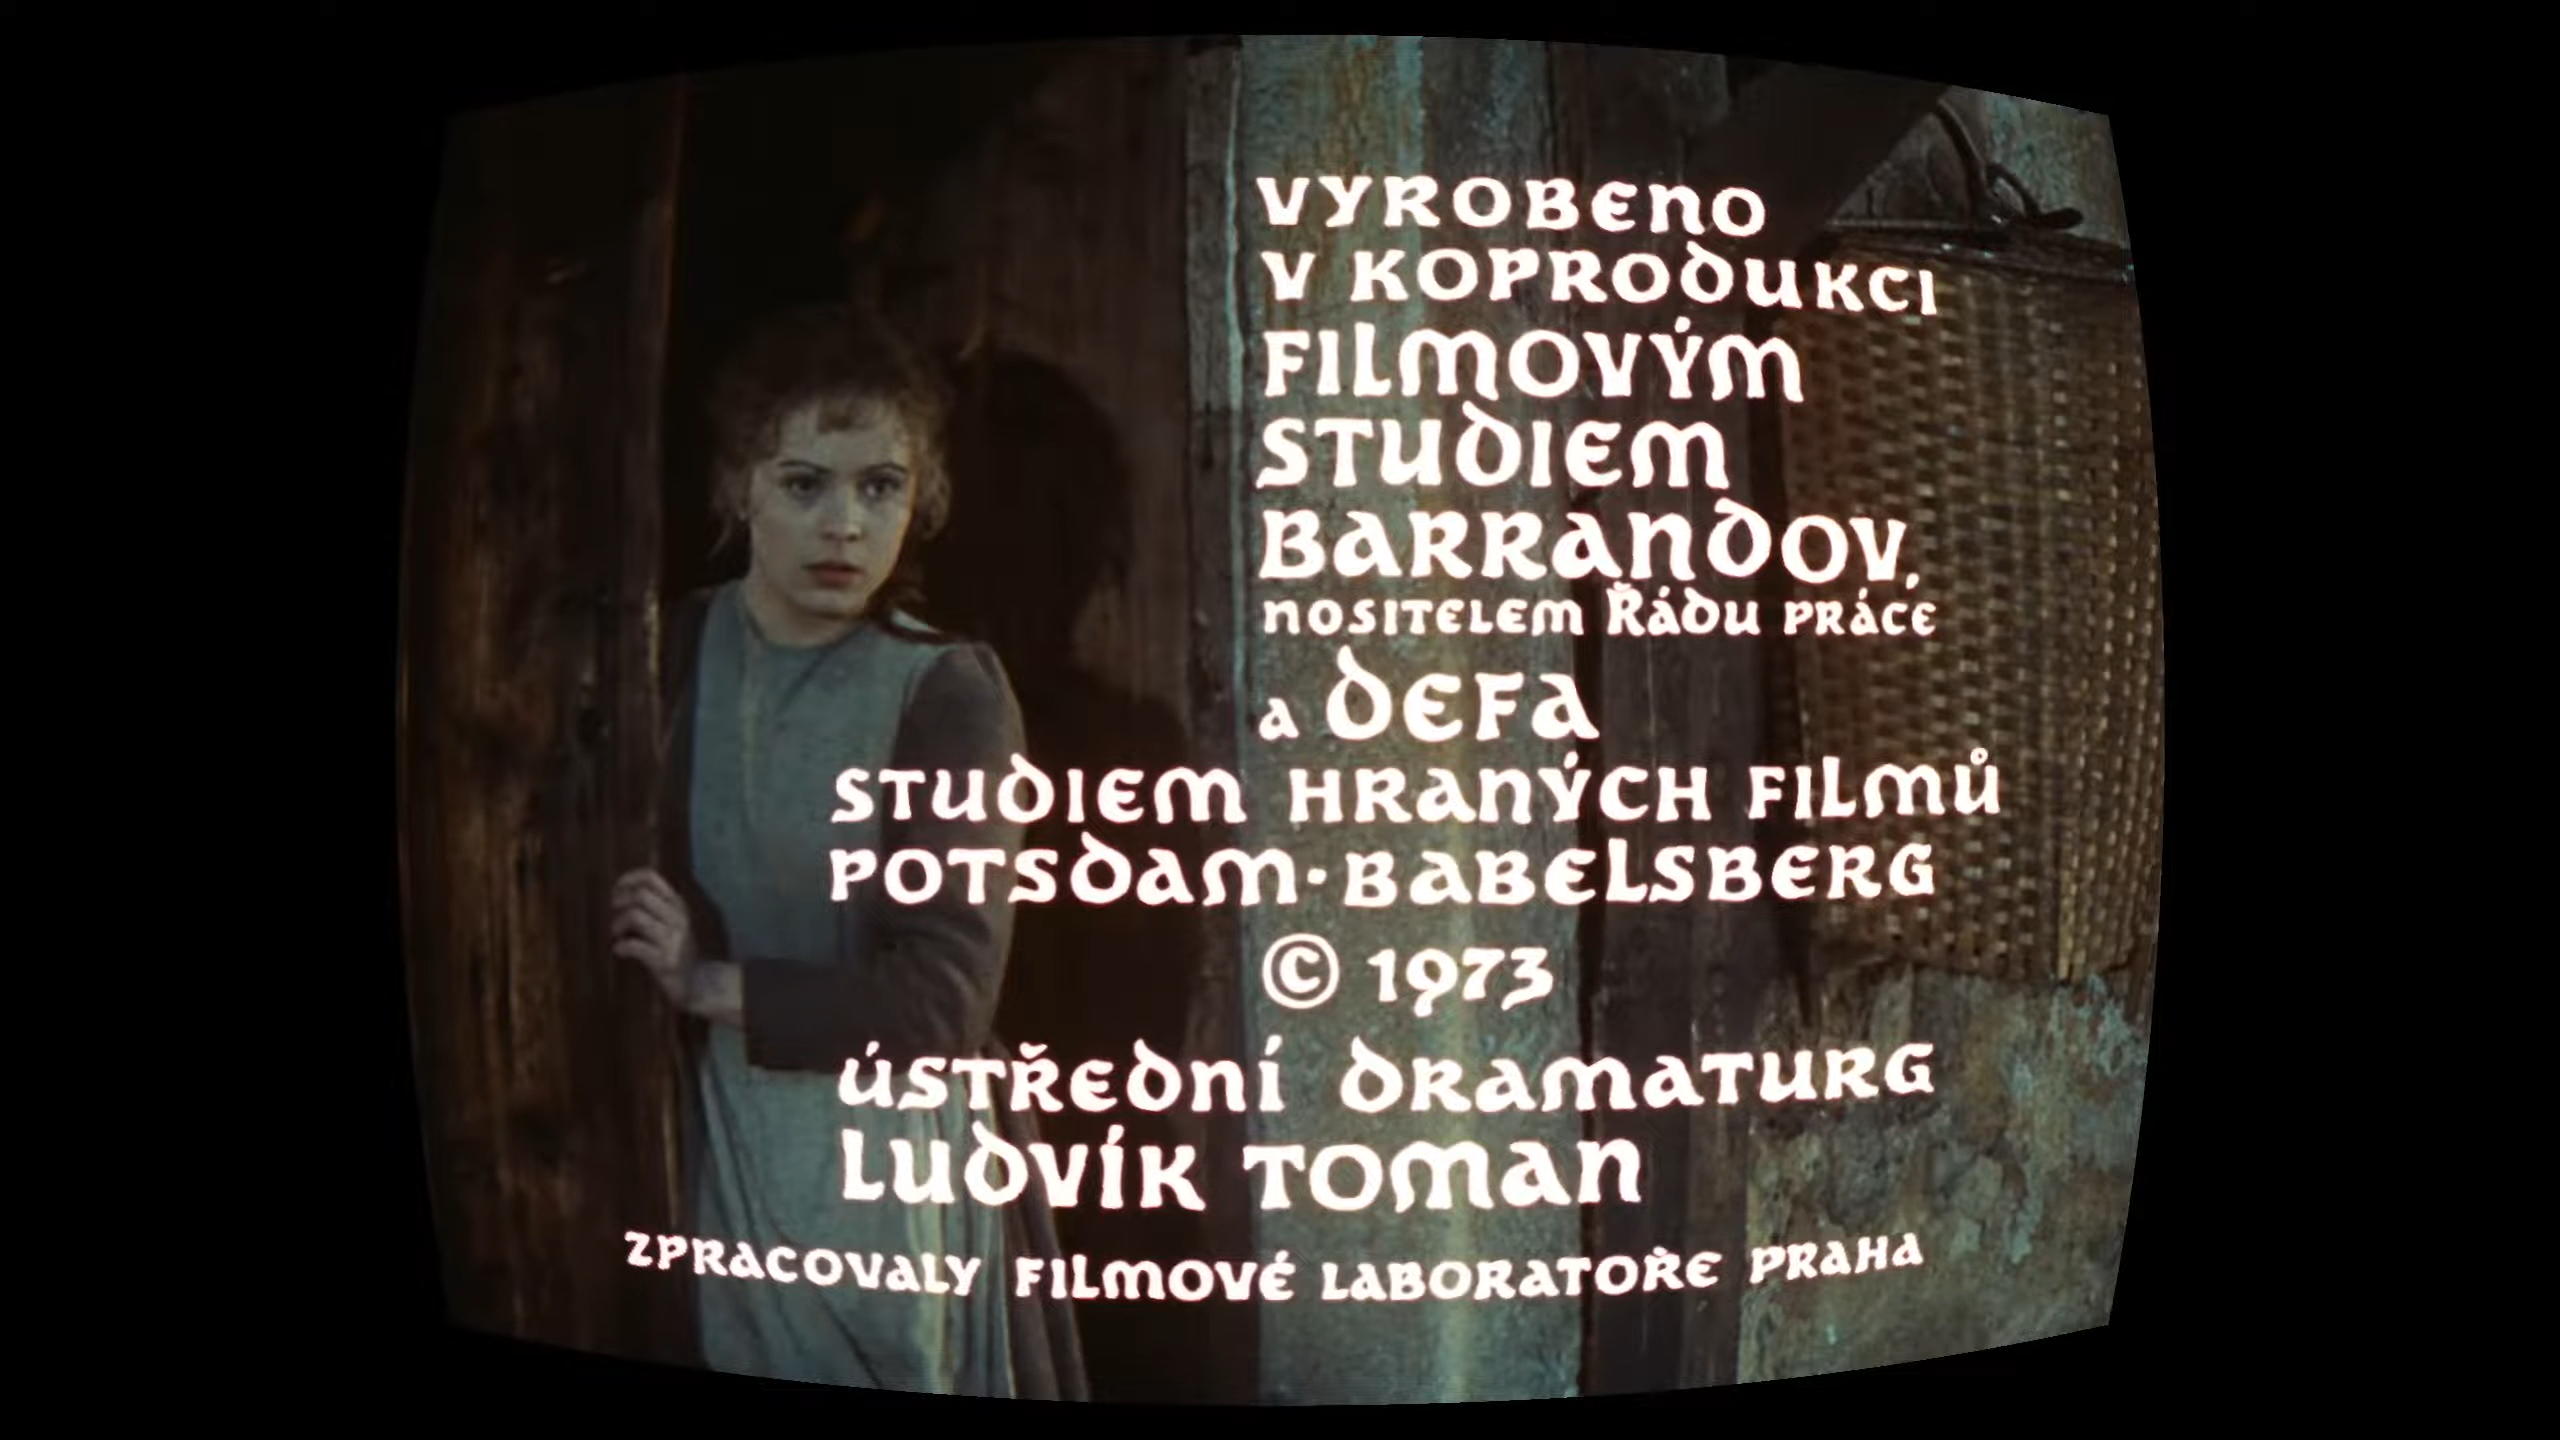 VYROBENO
V KOPRODUKCI
FILMOVÝM
STUDIEM
BARRANDOV,
NOSITELEM ŘÁDU PRÁCE
a DEFA
STUDIEM HRANÝCH FILMŮ
POTSDAM-BABELSBERG
© 1973
ÚSTŘEDNÍ DRAMATURG
LUDVÍK TOMAN
ZPRACOVALY FILMOVÉ LABORATOŘE PRAHA